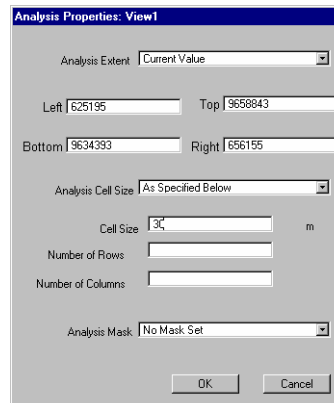 Analysis Properties: View1
Analysis Extent Current Value
Left 625195 Top 9658843
Bottom 9634393 Right 656155
Analysis Cell Size As Specified Below
Cell Size 30 m
Number of Rows
Number of Columns
Analysis Mask No Mask Set
OK Cancel